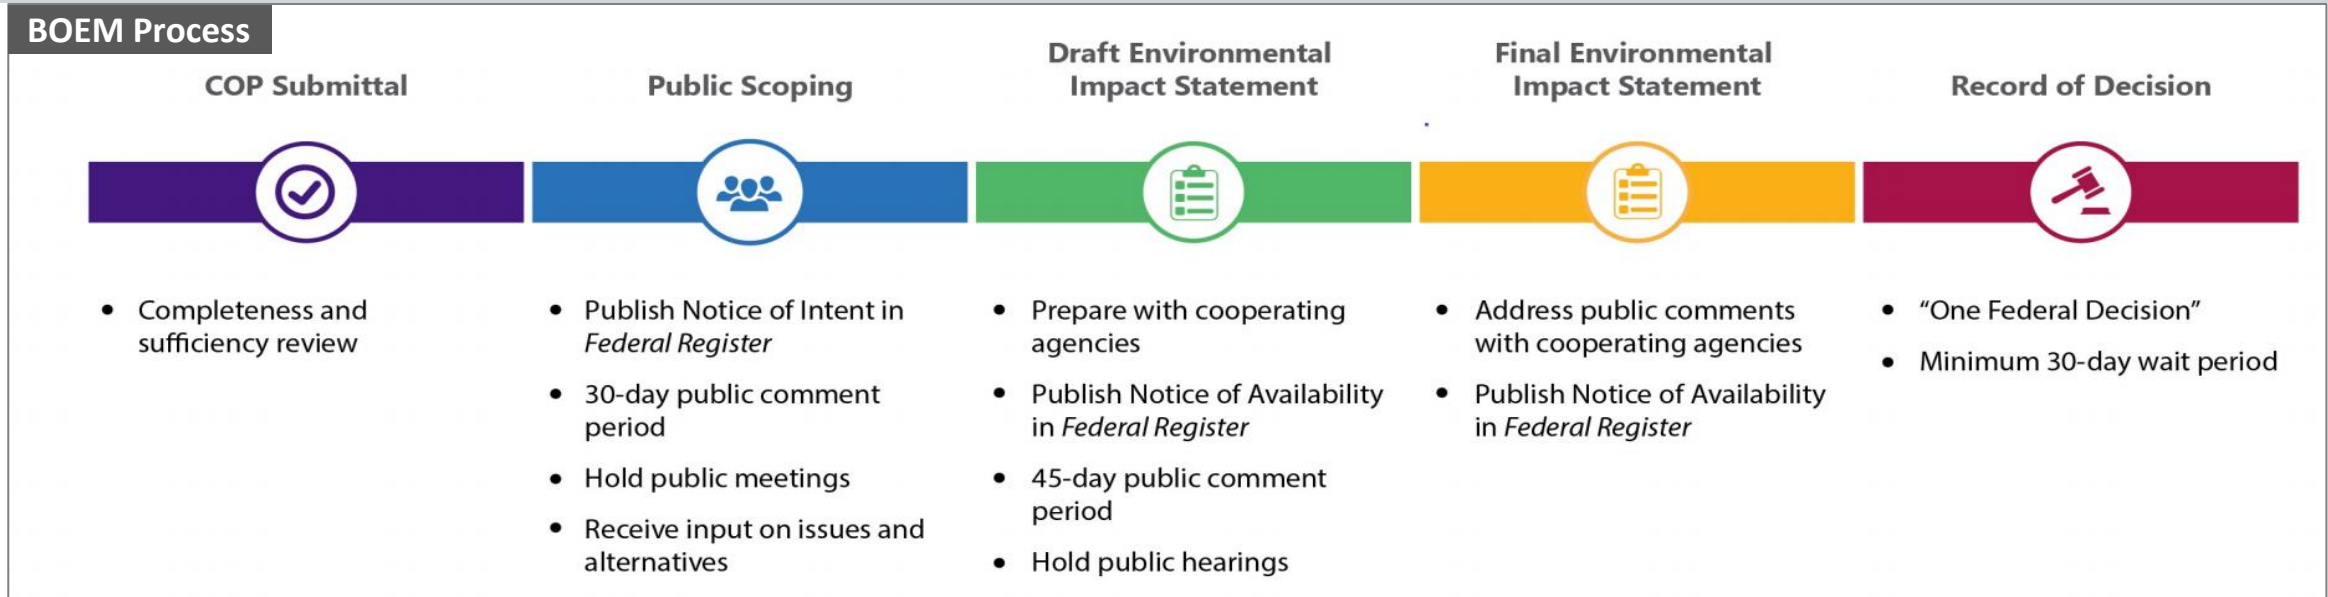 BOEM Process
COP Submittal
• Completeness and
sufficiency review
Public Scoping
• Publish Notice of Intent in
Federal Register
• 30-day public comment
period
• Hold public meetings
• Receive input on issues and
alternatives
Draft Environmental
Impact Statement
• Prepare with cooperating
agencies
• Publish Notice of Availability
in Federal Register
• 45-day public comment
period
• Hold public hearings
Final Environmental
Impact Statement
• Address public comments
with cooperating agencies
• Publish Notice of Availability
in Federal Register
Record of Decision
• “One Federal Decision”
• Minimum 30-day wait period